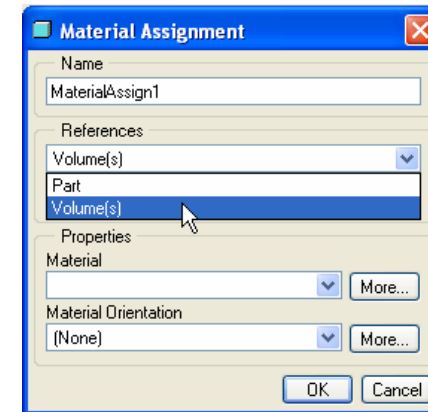 Material Assignment
Name
MaterialAssign1
References
Volume(s)
Part
Volume(s)
Properties
Material
More...
Material Orientation
(None)
More...
OK Cancel